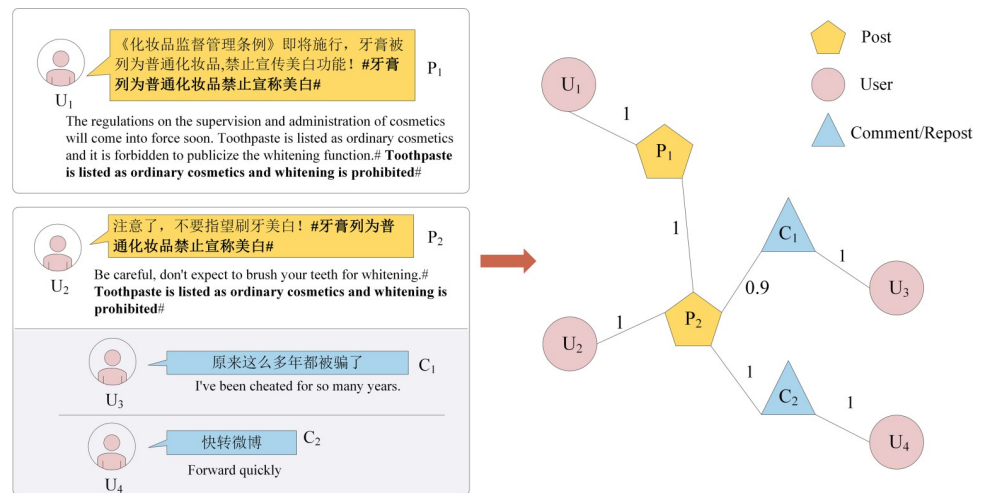 《化妆品监督管理条例》即将施行，牙膏被
列为普通化妆品,禁止宣传美白功能！#牙膏
列为普通化妆品禁止宣称美白#
P1
U1
The regulations on the supervision and administration of cosmetics
will come into force soon. Toothpaste is listed as ordinary cosmetics
and it is forbidden to publicize the whitening function.# Toothpaste
is listed as ordinary cosmetics and whitening is prohibited#
注意了，不要指望刷牙美白！#牙膏列为普
通化妆品禁止宣称美白#
P2
U2
Be careful, don't expect to brush your teeth for whitening.#
Toothpaste is listed as ordinary cosmetics and whitening is
prohibited#
原来这么多年都被骗了
C1
I've been cheated for so many years.
U3
快转微博
C2
Forward quickly
U4
Post
User
Comment/Repost
U1
1
P1
1
C1
1
U3
0.9
P2
1
U2
1
C2
1
U4